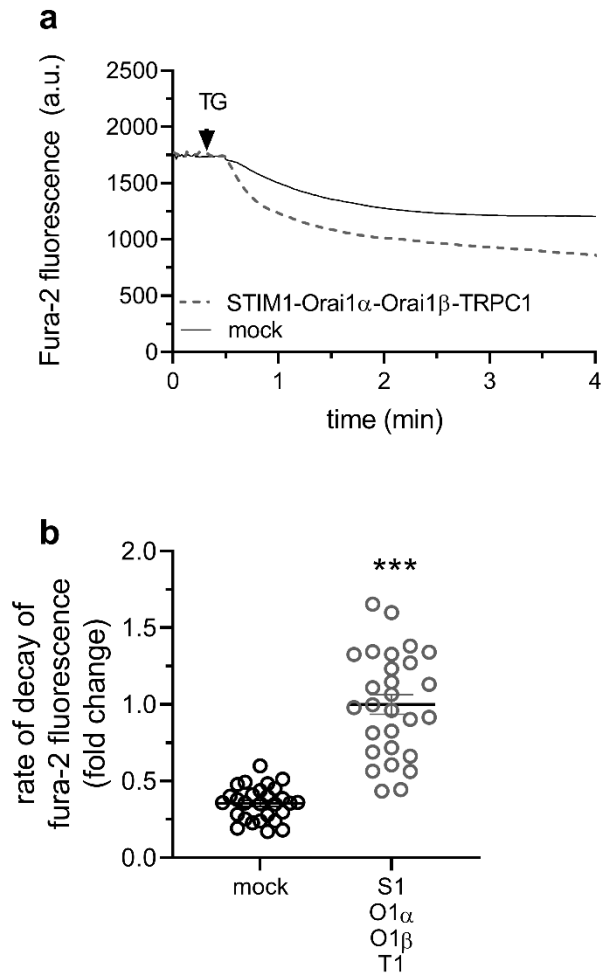 a
Fura-2 fluorescence (a.u.)
2500
2000
1500
1000
500
0
TG
STIM1-Orai1α-Orai1β-TRPC1
mock
0
1
2
3
4
time (min)
b
rate of decay of
fura-2 fluorescence
(fold change)
2.0
1.5
1.0
0.5
0.0
***
mock
S1
O1α
O1β
T1